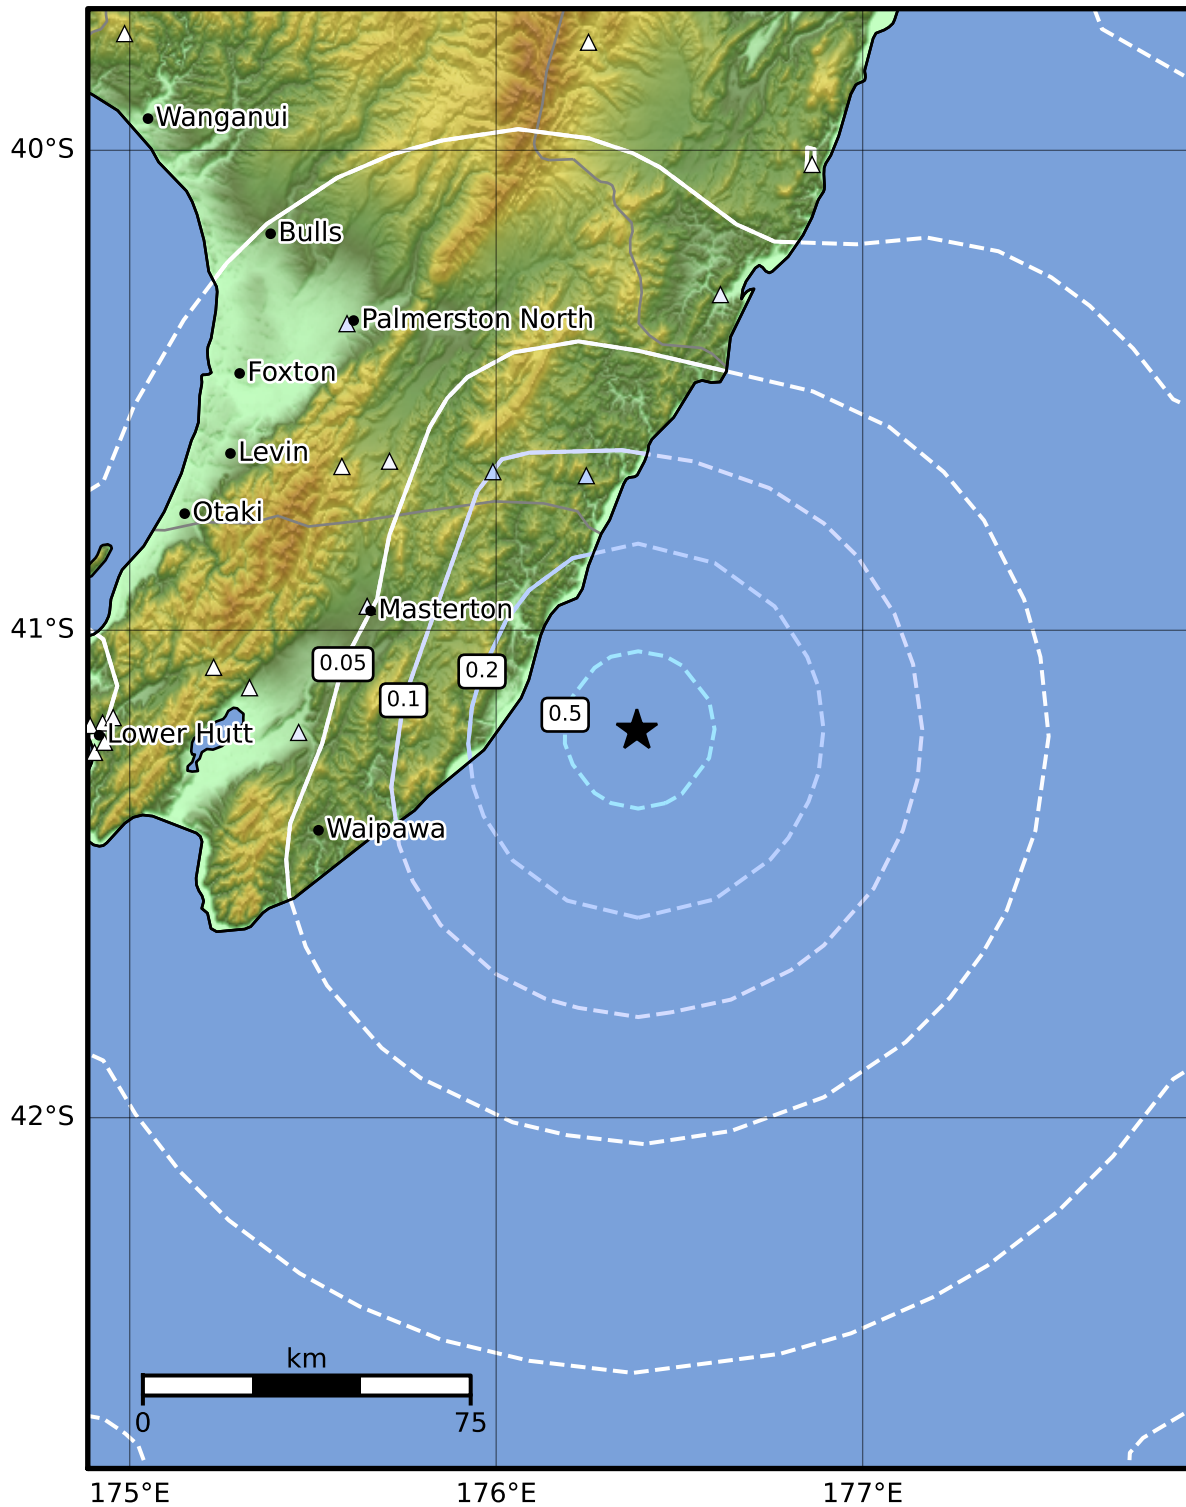 Wanganui
40°S
Bulls
Palmerston North
Foxton
Levin
Otaki
Masterton
41°S
0.05
0.2
0.1
0.5
Lower Hutt
Waipawa
42°S
km
0 75
175°E 176°E 177°E